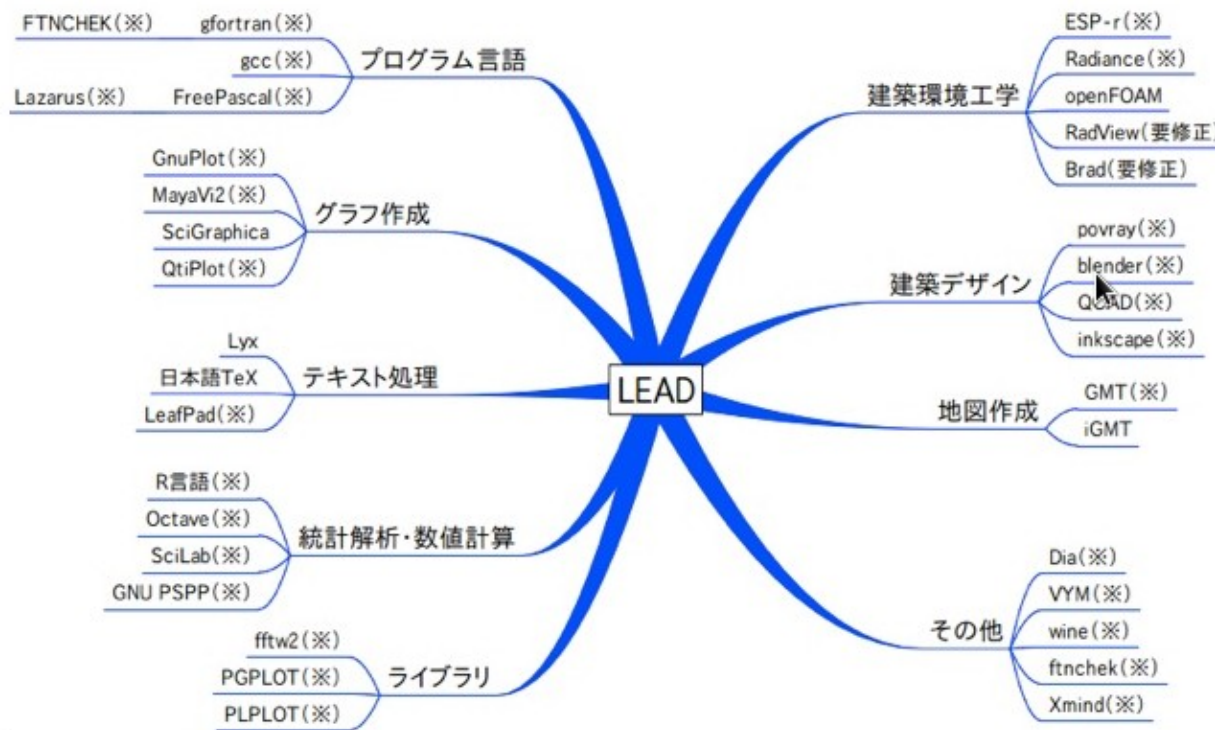 FTNCHEK(※)
gfortran(※)
gcc(※)
Lazarus(※)
FreePascal(※)
プログラム言語
GnuPlot(※)
MayaVi2(※)
SciGraphica
QtiPlot(※)
グラフ作成
Lyx
日本語TeX
LeafPad(※)
テキスト処理
R言語(※)
Octave(※)
SciLab(※)
GNU PSPP(※)
統計解析・数値計算
fftw2(※)
PGPLOT(※)
PLPLOT(※)
ライブラリ
LEAD
建築環境工学
ESP-r(※)
Radiance(※)
openFOAM
RadView(要修正)
Brad(要修正)
建築デザイン
povray(※)
blender(※)
QCAD(※)
inkscape(※)
地図作成
GMT(※)
iGMT
その他
Dia(※)
VYM(※)
wine(※)
ftnchek(※)
Xmind(※)